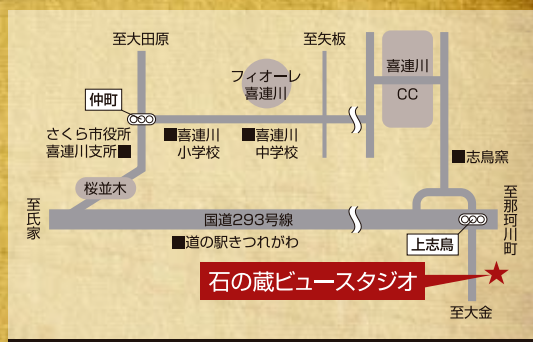 至大田原
至矢板
フィオーレ
喜連川
喜連川
CC
仲町
さくら市役所
喜連川支所■
■喜連川
小学校
■喜連川
中学校
■志鳥窯
桜並木
至氏家
至那珂川町
国道293号線
■道の駅きつれがわ
上志鳥
石の蔵ビュースタジオ
至大金